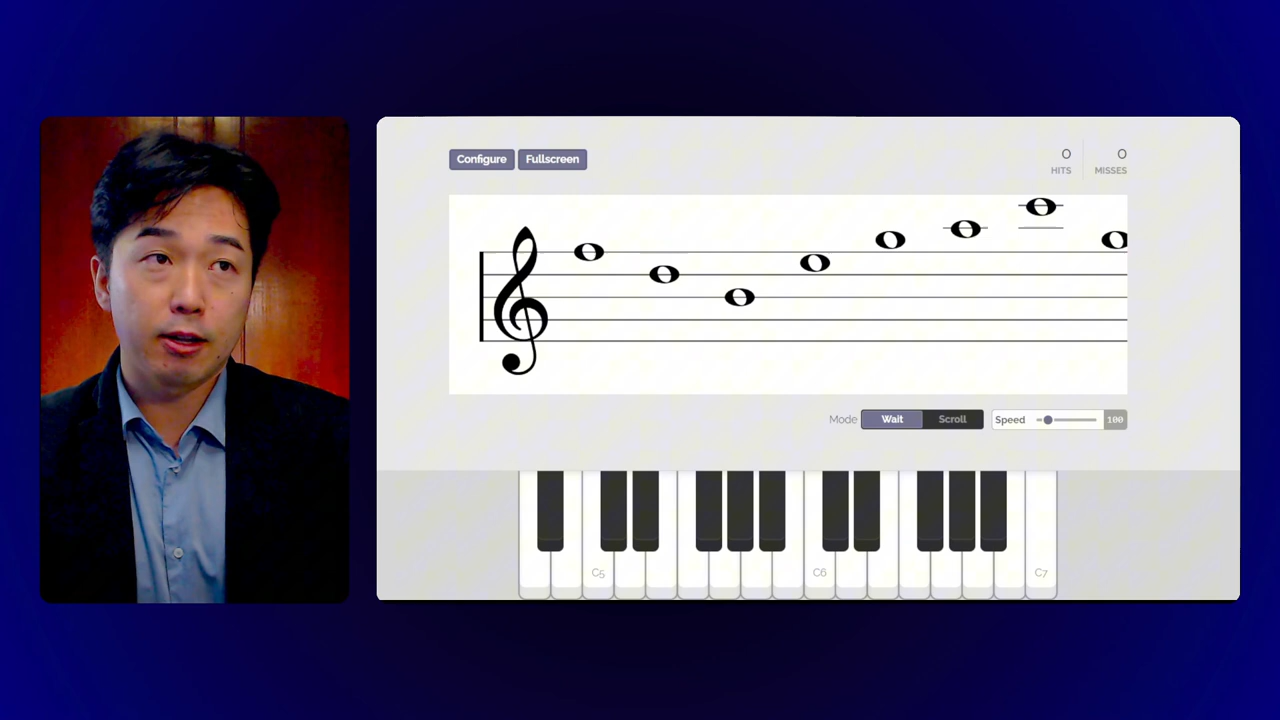 Configure Fullscreen
0 0
HITS MISSES
Mode Wait Scroll Speed 100
C5 C6 C7